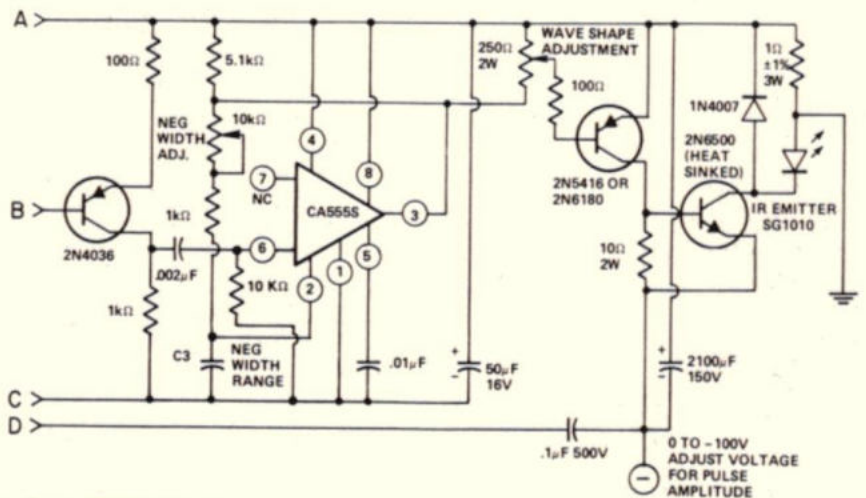 A
100Ω
5.1kΩ
NEG
WIDTH
ADJ.
10kΩ
4
7
NC
8
CA555S
3
250Ω
2W
WAVE SHAPE
ADJUSTMENT
100Ω
1Ω
±1%
3W
1N4007
2N6500
(HEAT
SINKED)
2N5416 OR
2N6180
IR EMITTER
SG1010
B
2N4036
1kΩ
6
1
5
2
.002μF
10 KΩ
1kΩ
10Ω
2W
C3
NEG
WIDTH
RANGE
.01μF
+
50μF
-
16V
+
2100μF
-
150V
C
D
.1μF 500V
0 TO -100V
ADJUST VOLTAGE
FOR PULSE
AMPLITUDE